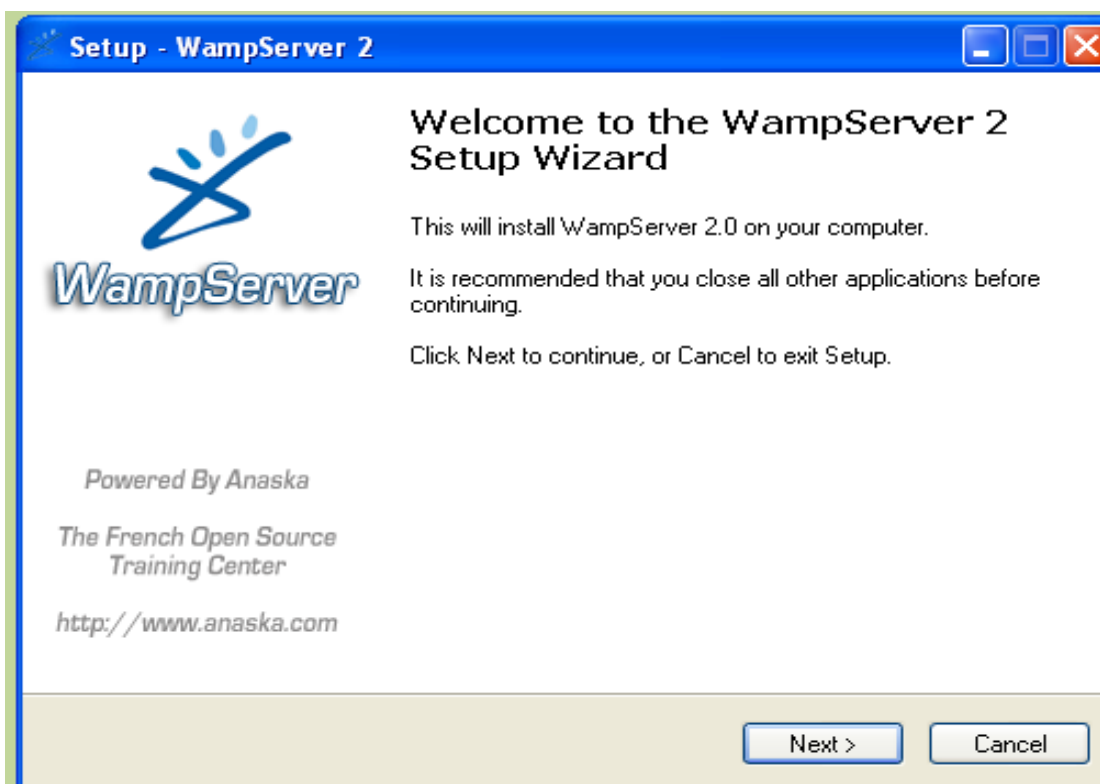 Setup - WampServer 2
Welcome to the WampServer 2
Setup Wizard
This will install WampServer 2.0 on your computer.
It is recommended that you close all other applications before
continuing.
Click Next to continue, or Cancel to exit Setup.
WampServer
Powered By Anaska
The French Open Source
Training Center
http://www.anaska.com
Next >
Cancel